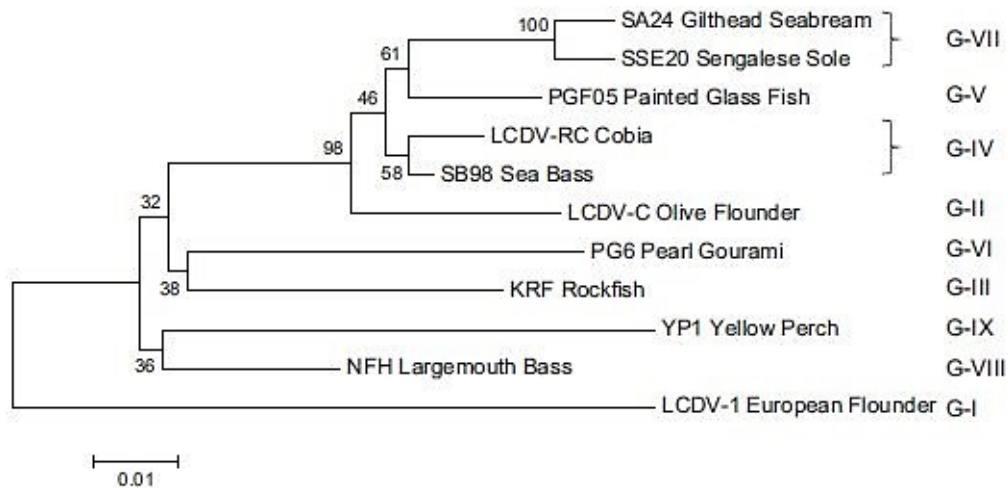 100 SA24 Gilthead Seabream G-VII
61 SSE20 Sengalese Sole
46 PGF05 Painted Glass Fish G-V
98 LCDV-RC Cobia G-IV
58 SB98 Sea Bass
32 LCDV-C Olive Flounder G-II
PG6 Pearl Gourami G-VI
38 KRF Rockfish G-III
YP1 Yellow Perch G-IX
36 NFH Largemouth Bass G-VIII
LCDV-1 European Flounder G-I
0.01